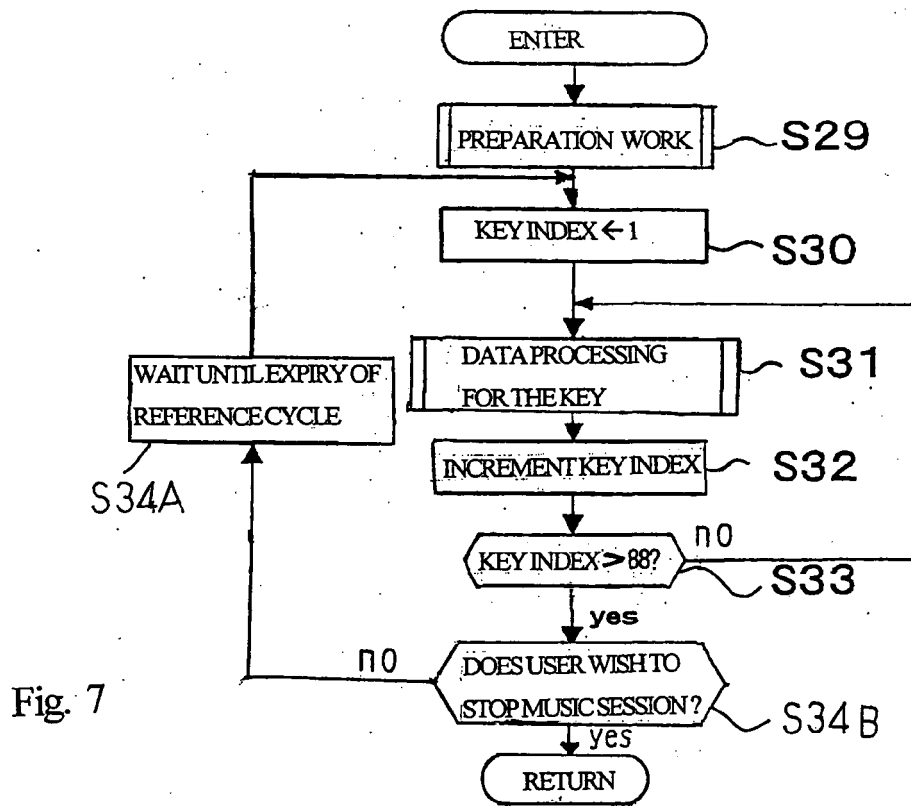 ENTER
PREPARATION WORK
S29
KEY INDEX ← 1
S30
DATA PROCESSING
FOR THE KEY
S31
WAIT UNTIL EXPIRY OF
REFERENCE CYCLE
S34A
INCREMENT KEY INDEX
S32
KEY INDEX > 88?
no
S33
yes
no
DOES USER WISH TO
STOP MUSIC SESSION?
S34B
yes
RETURN
Fig. 7